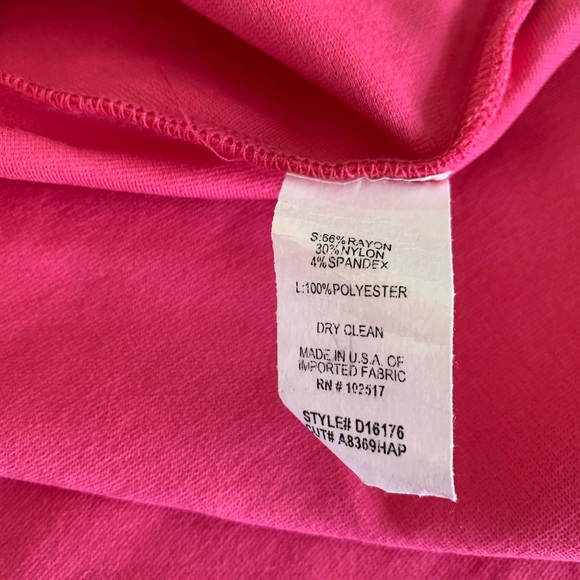 S:66% RAYON
30% NYLON
4% SPANDEX
L:100% POLYESTER
DRY CLEAN
MADE IN U.S.A. OF
IMPORTED FABRIC
RN # 102517
STYLE# D16176
CUT# A8369HAP